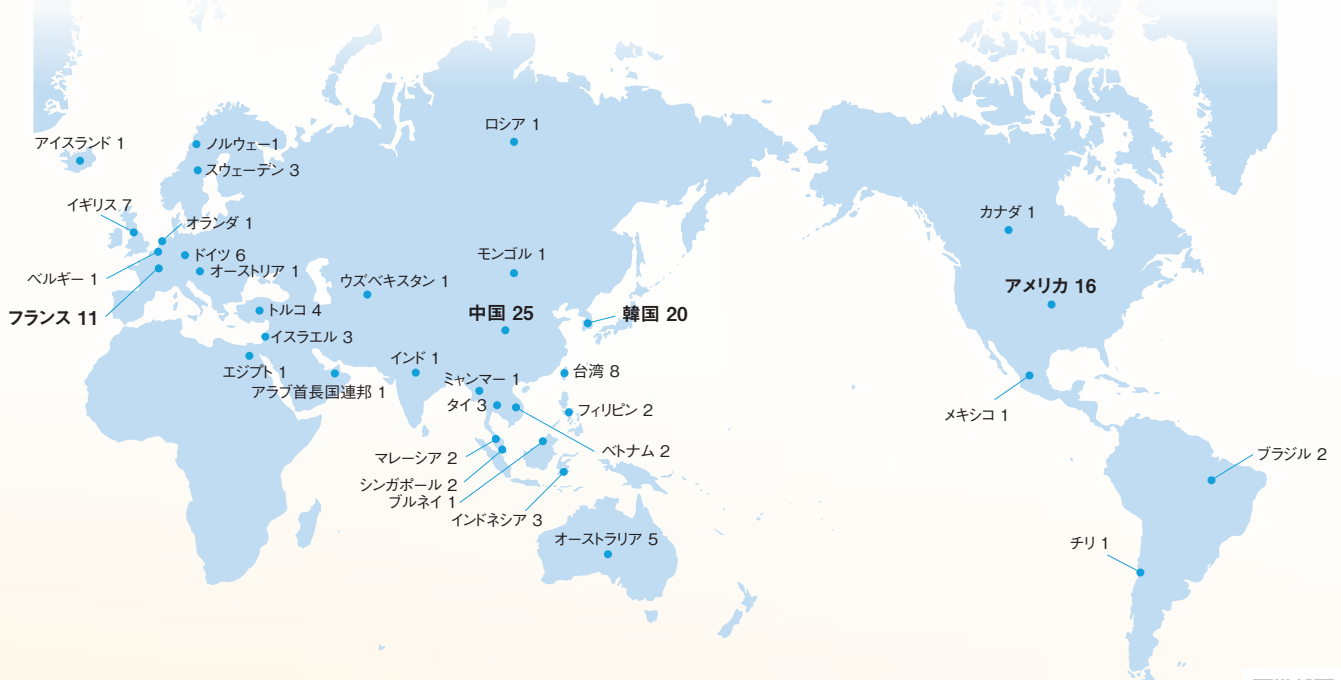 アイスランド 1
ノルウェー1
スウェーデン 3
イギリス 7
オランダ 1
ドイツ 6
オーストリア 1
ベルギー 1
フランス 11
トルコ 4
イスラエル 3
エジプト 1
アラブ首長国連邦 1
ロシア 1
ウズベキスタン 1
モンゴル 1
中国 25
韓国 20
インド 1
ミャンマー 1
タイ 3
台湾 8
フィリピン 2
ベトナム 2
マレーシア 2
シンガポール 2
ブルネイ 1
インドネシア 3
オーストラリア 5
カナダ 1
アメリカ 16
メキシコ 1
ブラジル 2
チリ 1